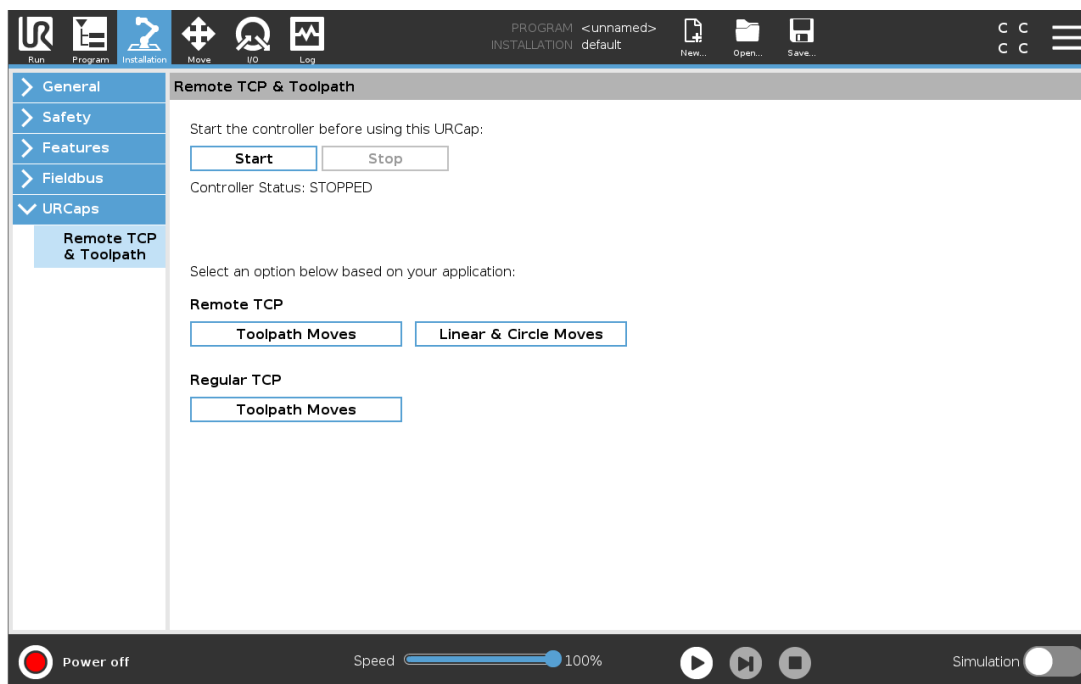 PROGRAM <unnamed>
INSTALLATION default
C C
C C
UR
Run Program Installation Move I/O Log New... Open... Save...
General
Safety
Features
Fieldbus
URCaps
Remote TCP
& Toolpath
Remote TCP & Toolpath
Start the controller before using this URCap:
Start Stop
Controller Status: STOPPED
Select an option below based on your application:
Remote TCP
Toolpath Moves Linear & Circle Moves
Regular TCP
Toolpath Moves
Power off Speed 100% Simulation